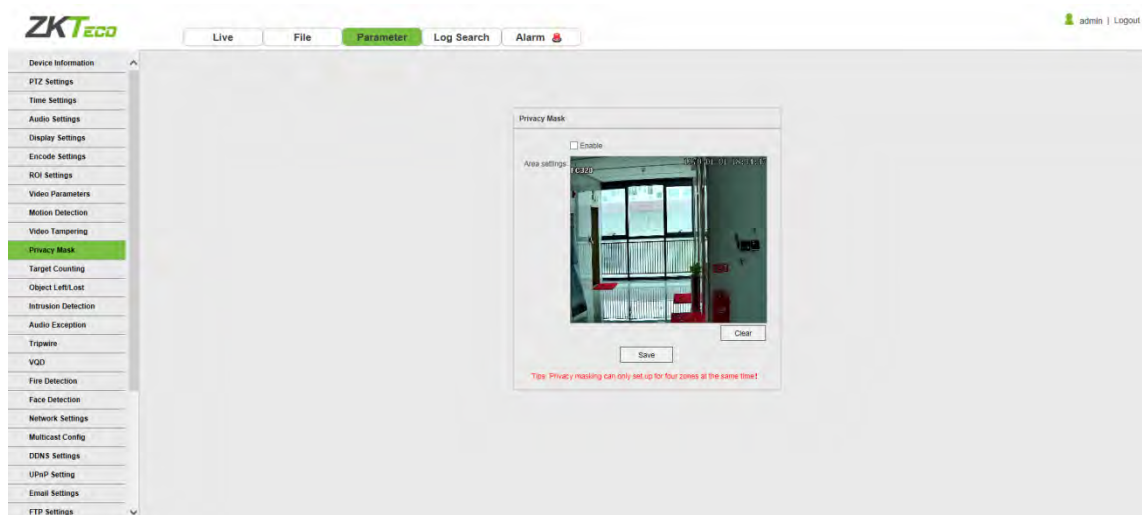 ZKTECO
admin | Logout
Live File Parameter Log Search Alarm
Device Information
PTZ Settings
Time Settings
Audio Settings
Display Settings
Encode Settings
ROI Settings
Video Parameters
Motion Detection
Video Tampering
Privacy Mask
Target Counting
Object Left/Lost
Intrusion Detection
Audio Exception
Tripwire
VQD
Fire Detection
Face Detection
Network Settings
Multicast Config
DDNS Settings
UPnP Setting
Email Settings
FTP Settings
Privacy Mask
Enable
Area settings
Clear
Save
Tips: Privacy masking can only set up for four zones at the same time!